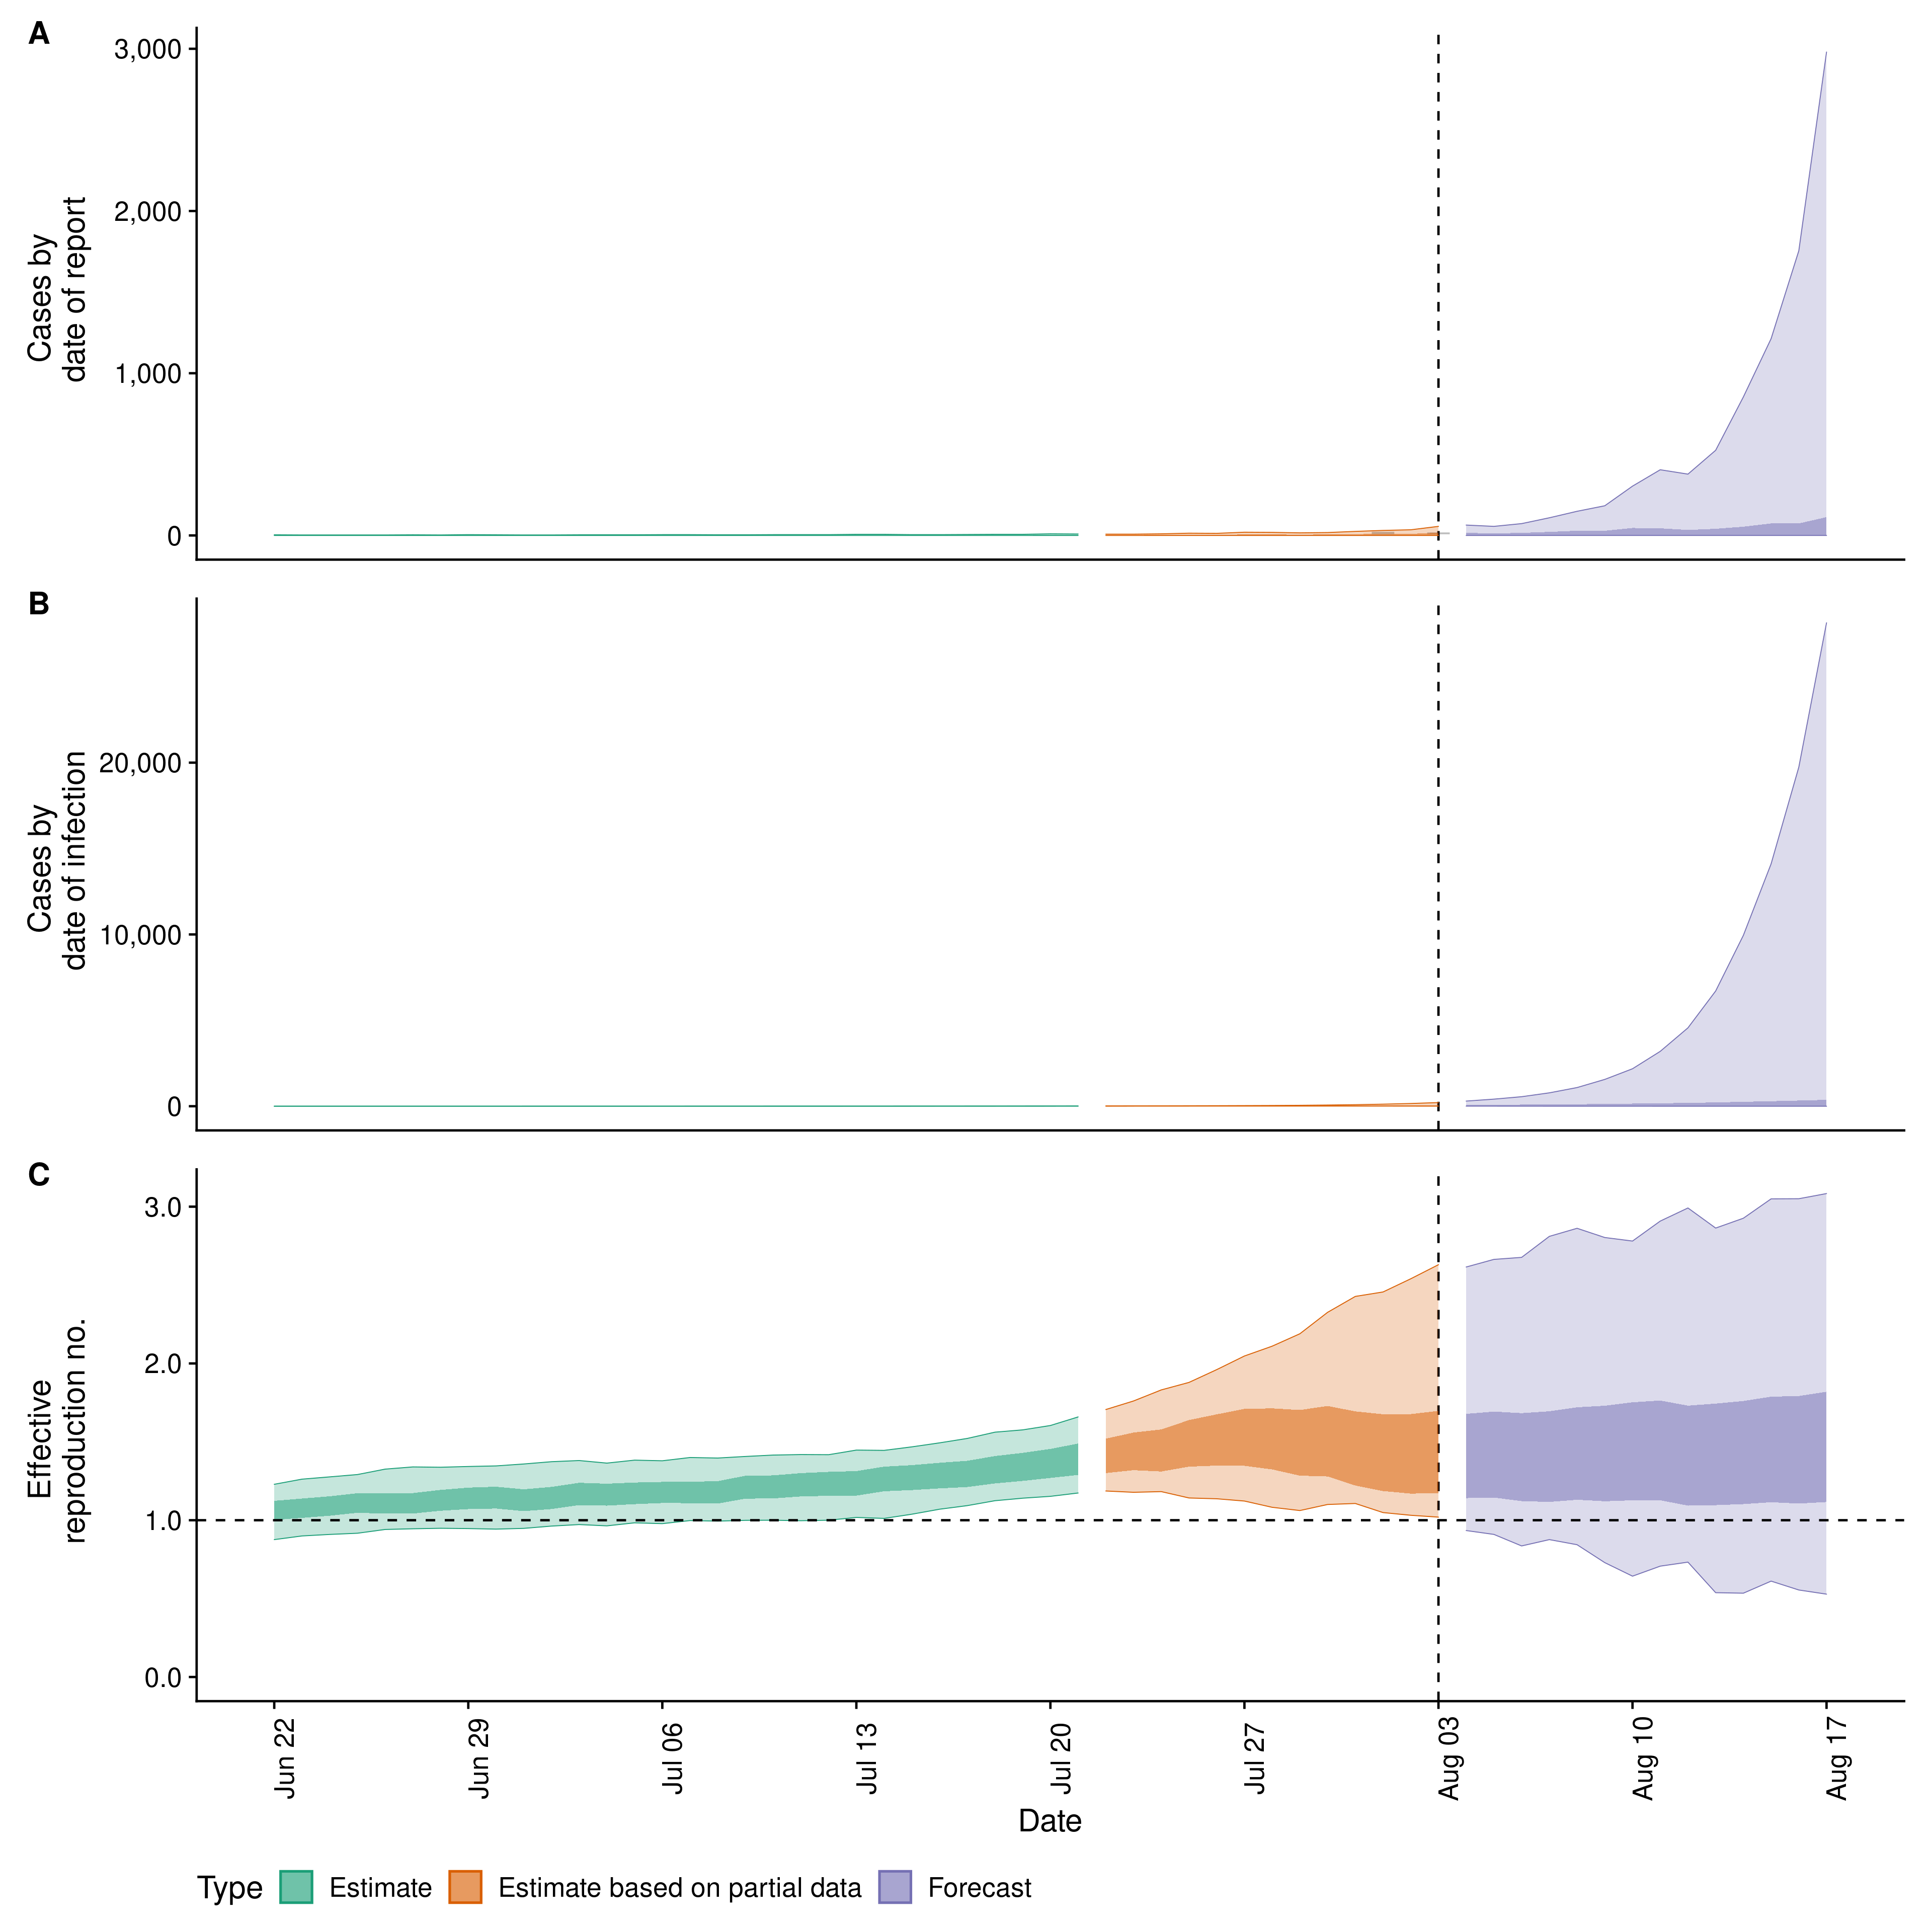 A
3,000
2,000
1,000
0
Cases by
date of report
B
20,000
10,000
0
Cases by
date of infection
C
3.0
2.0
1.0
0.0
Effective
reproduction no.
Jun 22
Jun 29
Jul 06
Jul 13
Jul 20
Jul 27
Aug 03
Aug 10
Aug 17
Date
Type Estimate Estimate based on partial data Forecast